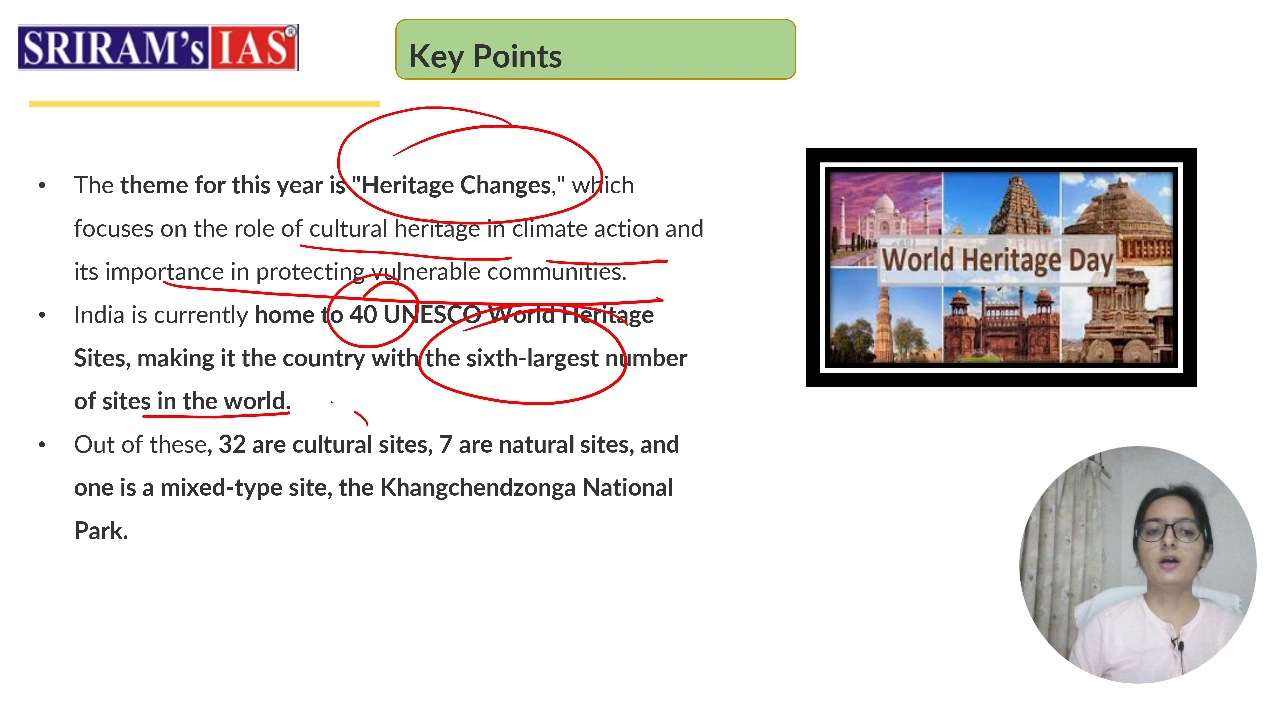 SRIRAM's IAS ®
Key Points
• The theme for this year is "Heritage Changes," which
focuses on the role of cultural heritage in climate action and
its importance in protecting vulnerable communities.
• India is currently home to 40 UNESCO World Heritage
Sites, making it the country with the sixth-largest number
of sites in the world.
• Out of these, 32 are cultural sites, 7 are natural sites, and
one is a mixed-type site, the Khangchendzonga National
Park.
World Heritage Day